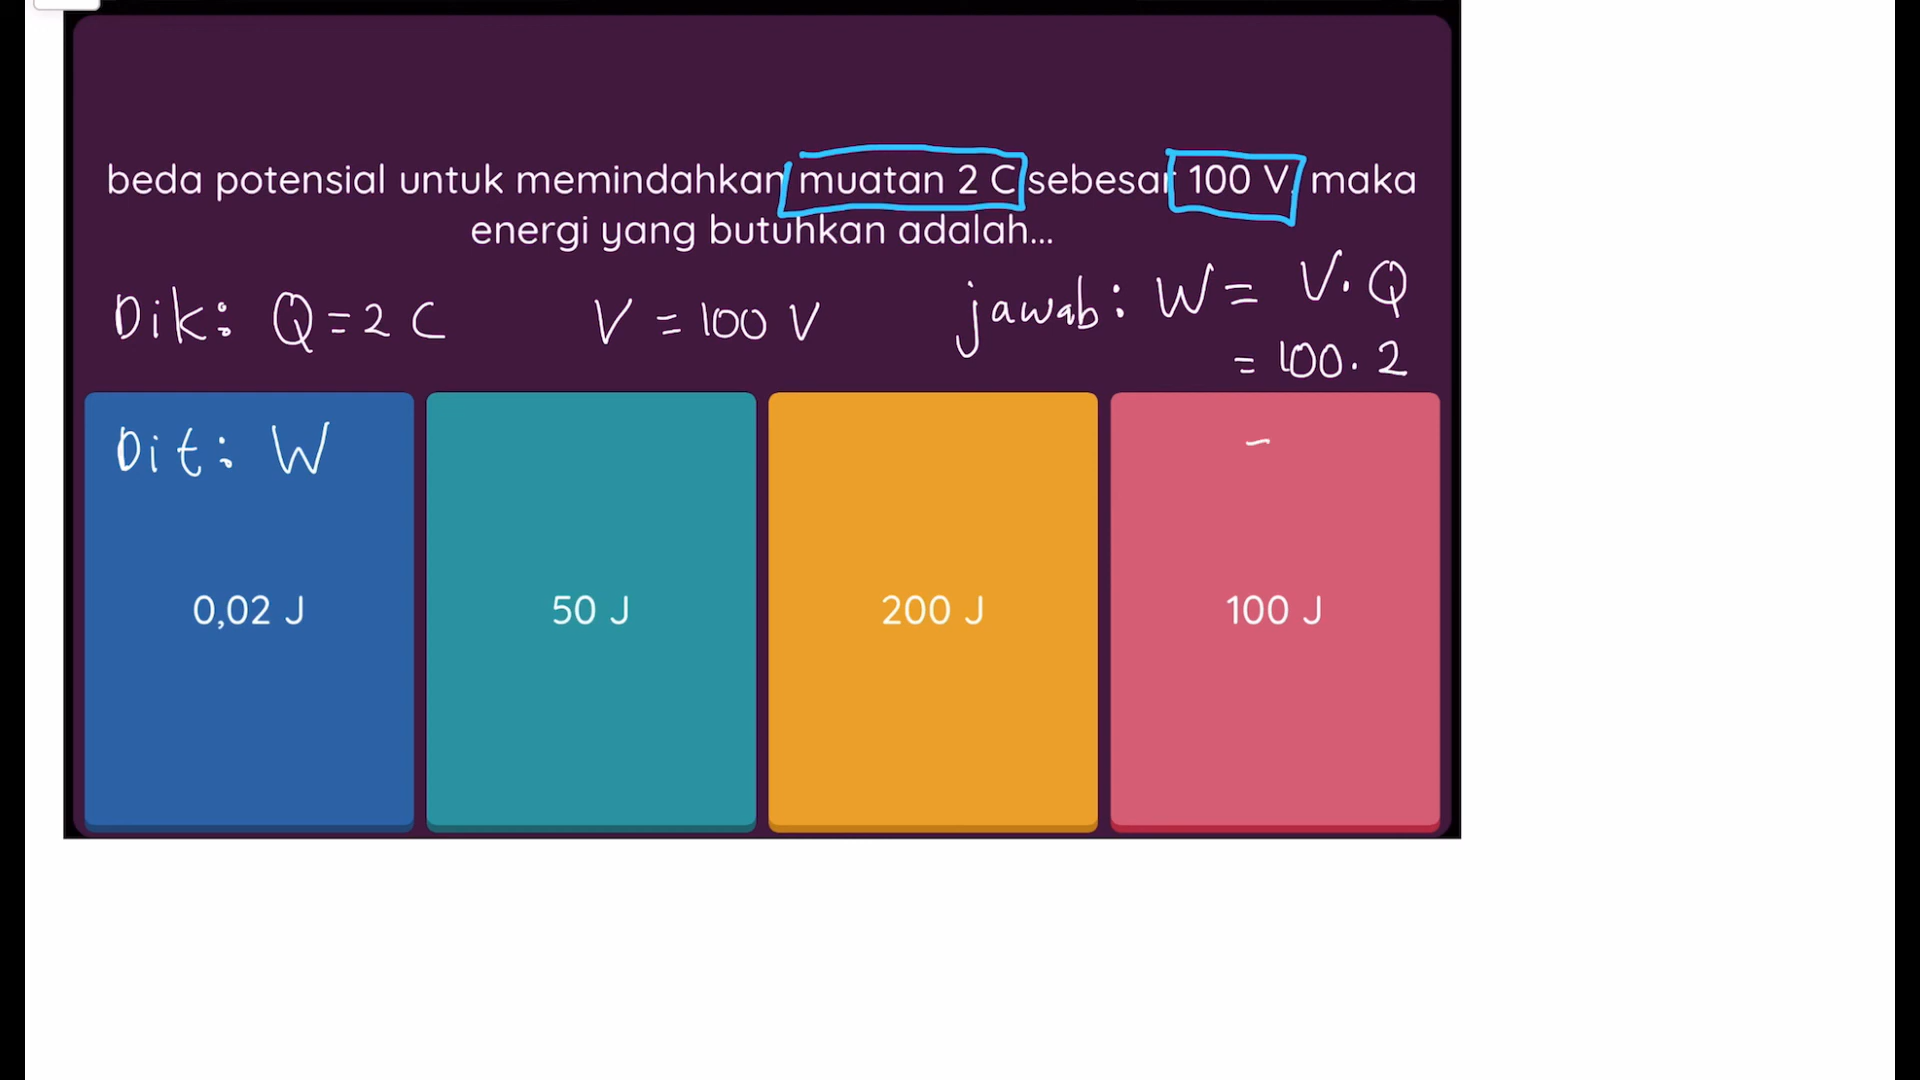 beda potensial untuk memindahkan muatan 2 C sebesar 100 V, maka
energi yang butuhkan adalah...
Dik: Q = 2 C V = 100 V jawab: W = V . Q
= 100 . 2
Dit: W
0,02 J
50 J
200 J
100 J